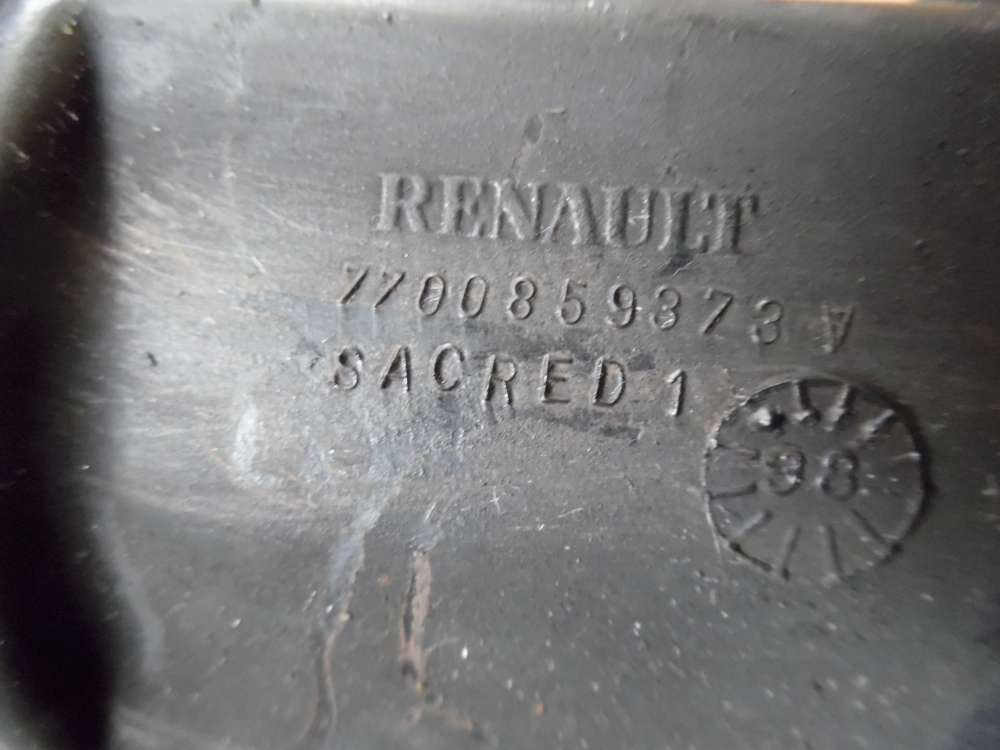 RENAULT
7700859373 A
SACRED 1
98